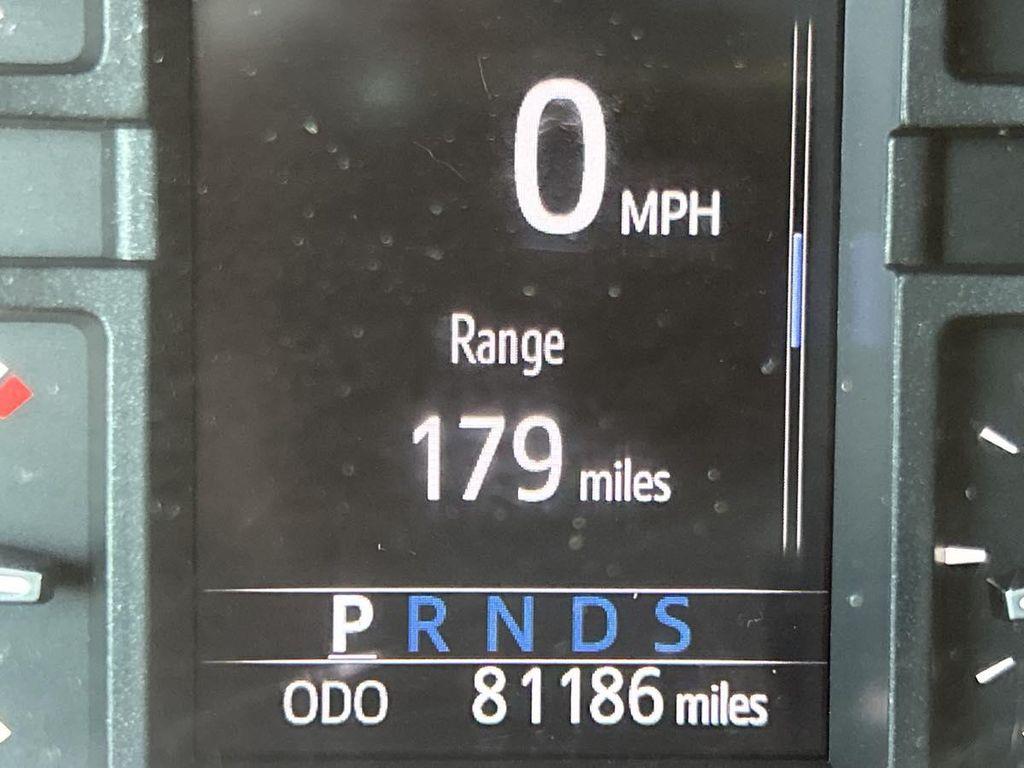 0 MPH
Range
179 miles
P R N D S
ODO 81186 miles